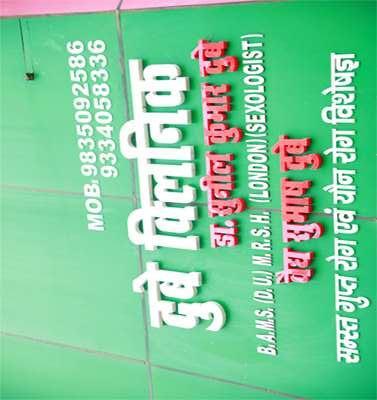 MOB.9835092586
9334058336
दुबे क्लिनिक
डा. सुनील कुमार दुबे
B.A.M.S. (D.U.) M.R.S.H. (LONDON) (SEXOLOGIST)
वैद्य सुभाष दुबे
समस्त गुप्त रोग एवं यौन रोग विशेषज्ञ